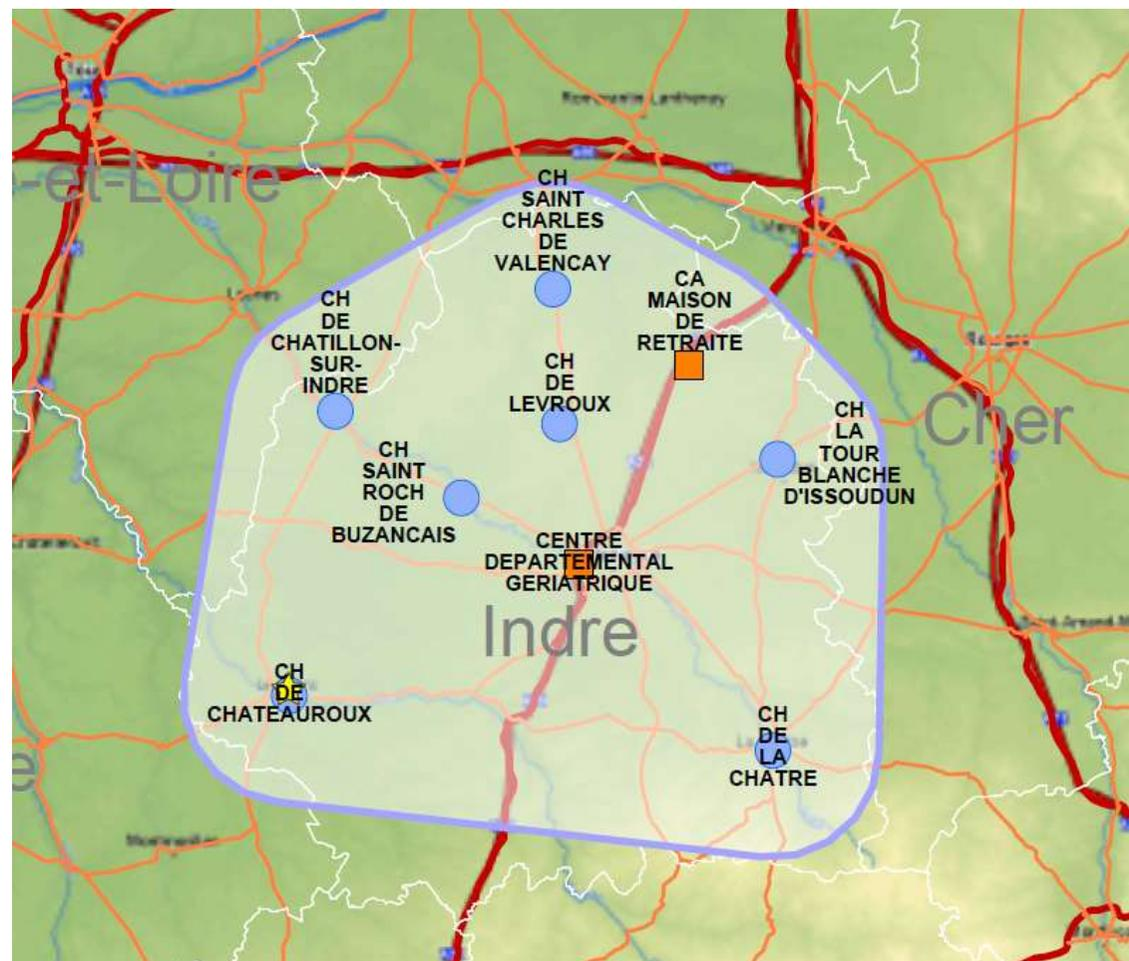 e-et-Loire
Romorantin-Lanthenay
CH
SAINT
CHARLES
DE
VALENCAY
CA
MAISON
DE
RETRAITE
CH
DE
CHATILLON-
SUR-
INDRE
CH
DE
LEVROUX
Cher
CH
LA
TOUR
BLANCHE
D'ISSOUDUN
CH
SAINT
ROCH
DE
BUZANCAIS
CENTRE
DEPARTEMENTAL
GERIATRIQUE
Indre
CH
DE
CHATEAUROUX
CH
DE
LA
CHATRE
e